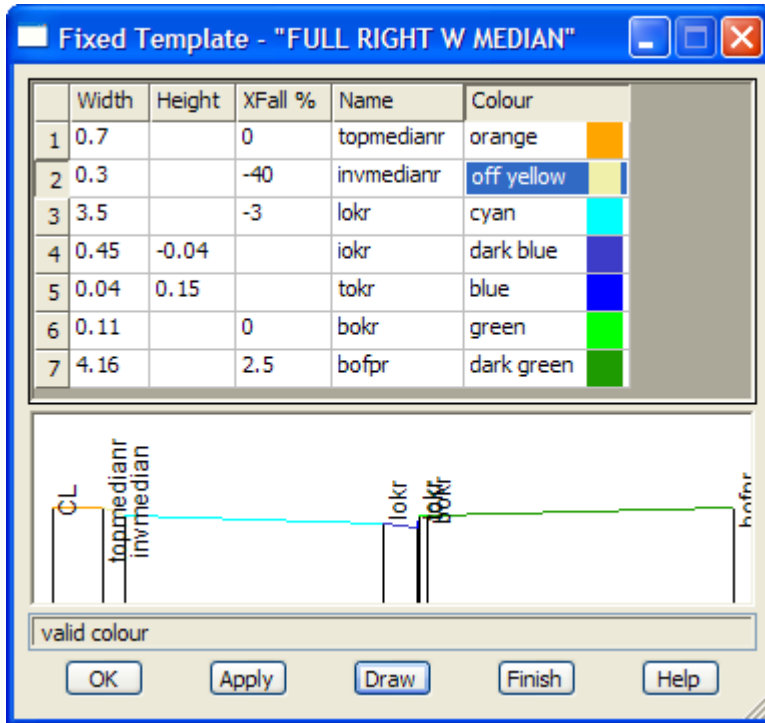 Fixed Template - "FULL RIGHT W MEDIAN"
Width Height XFall % Name Colour
1 0.7 0 topmedianr orange
2 0.3 -40 invmedianr off yellow
3 3.5 -3 lokr cyan
4 0.45 -0.04 iokr dark blue
5 0.04 0.15 tokr blue
6 0.11 0 bokr green
7 4.16 2.5 bofpr dark green
CL
topmedianr
invmedian
lokr
bokr
bofpr
valid colour
OK Apply Draw Finish Help